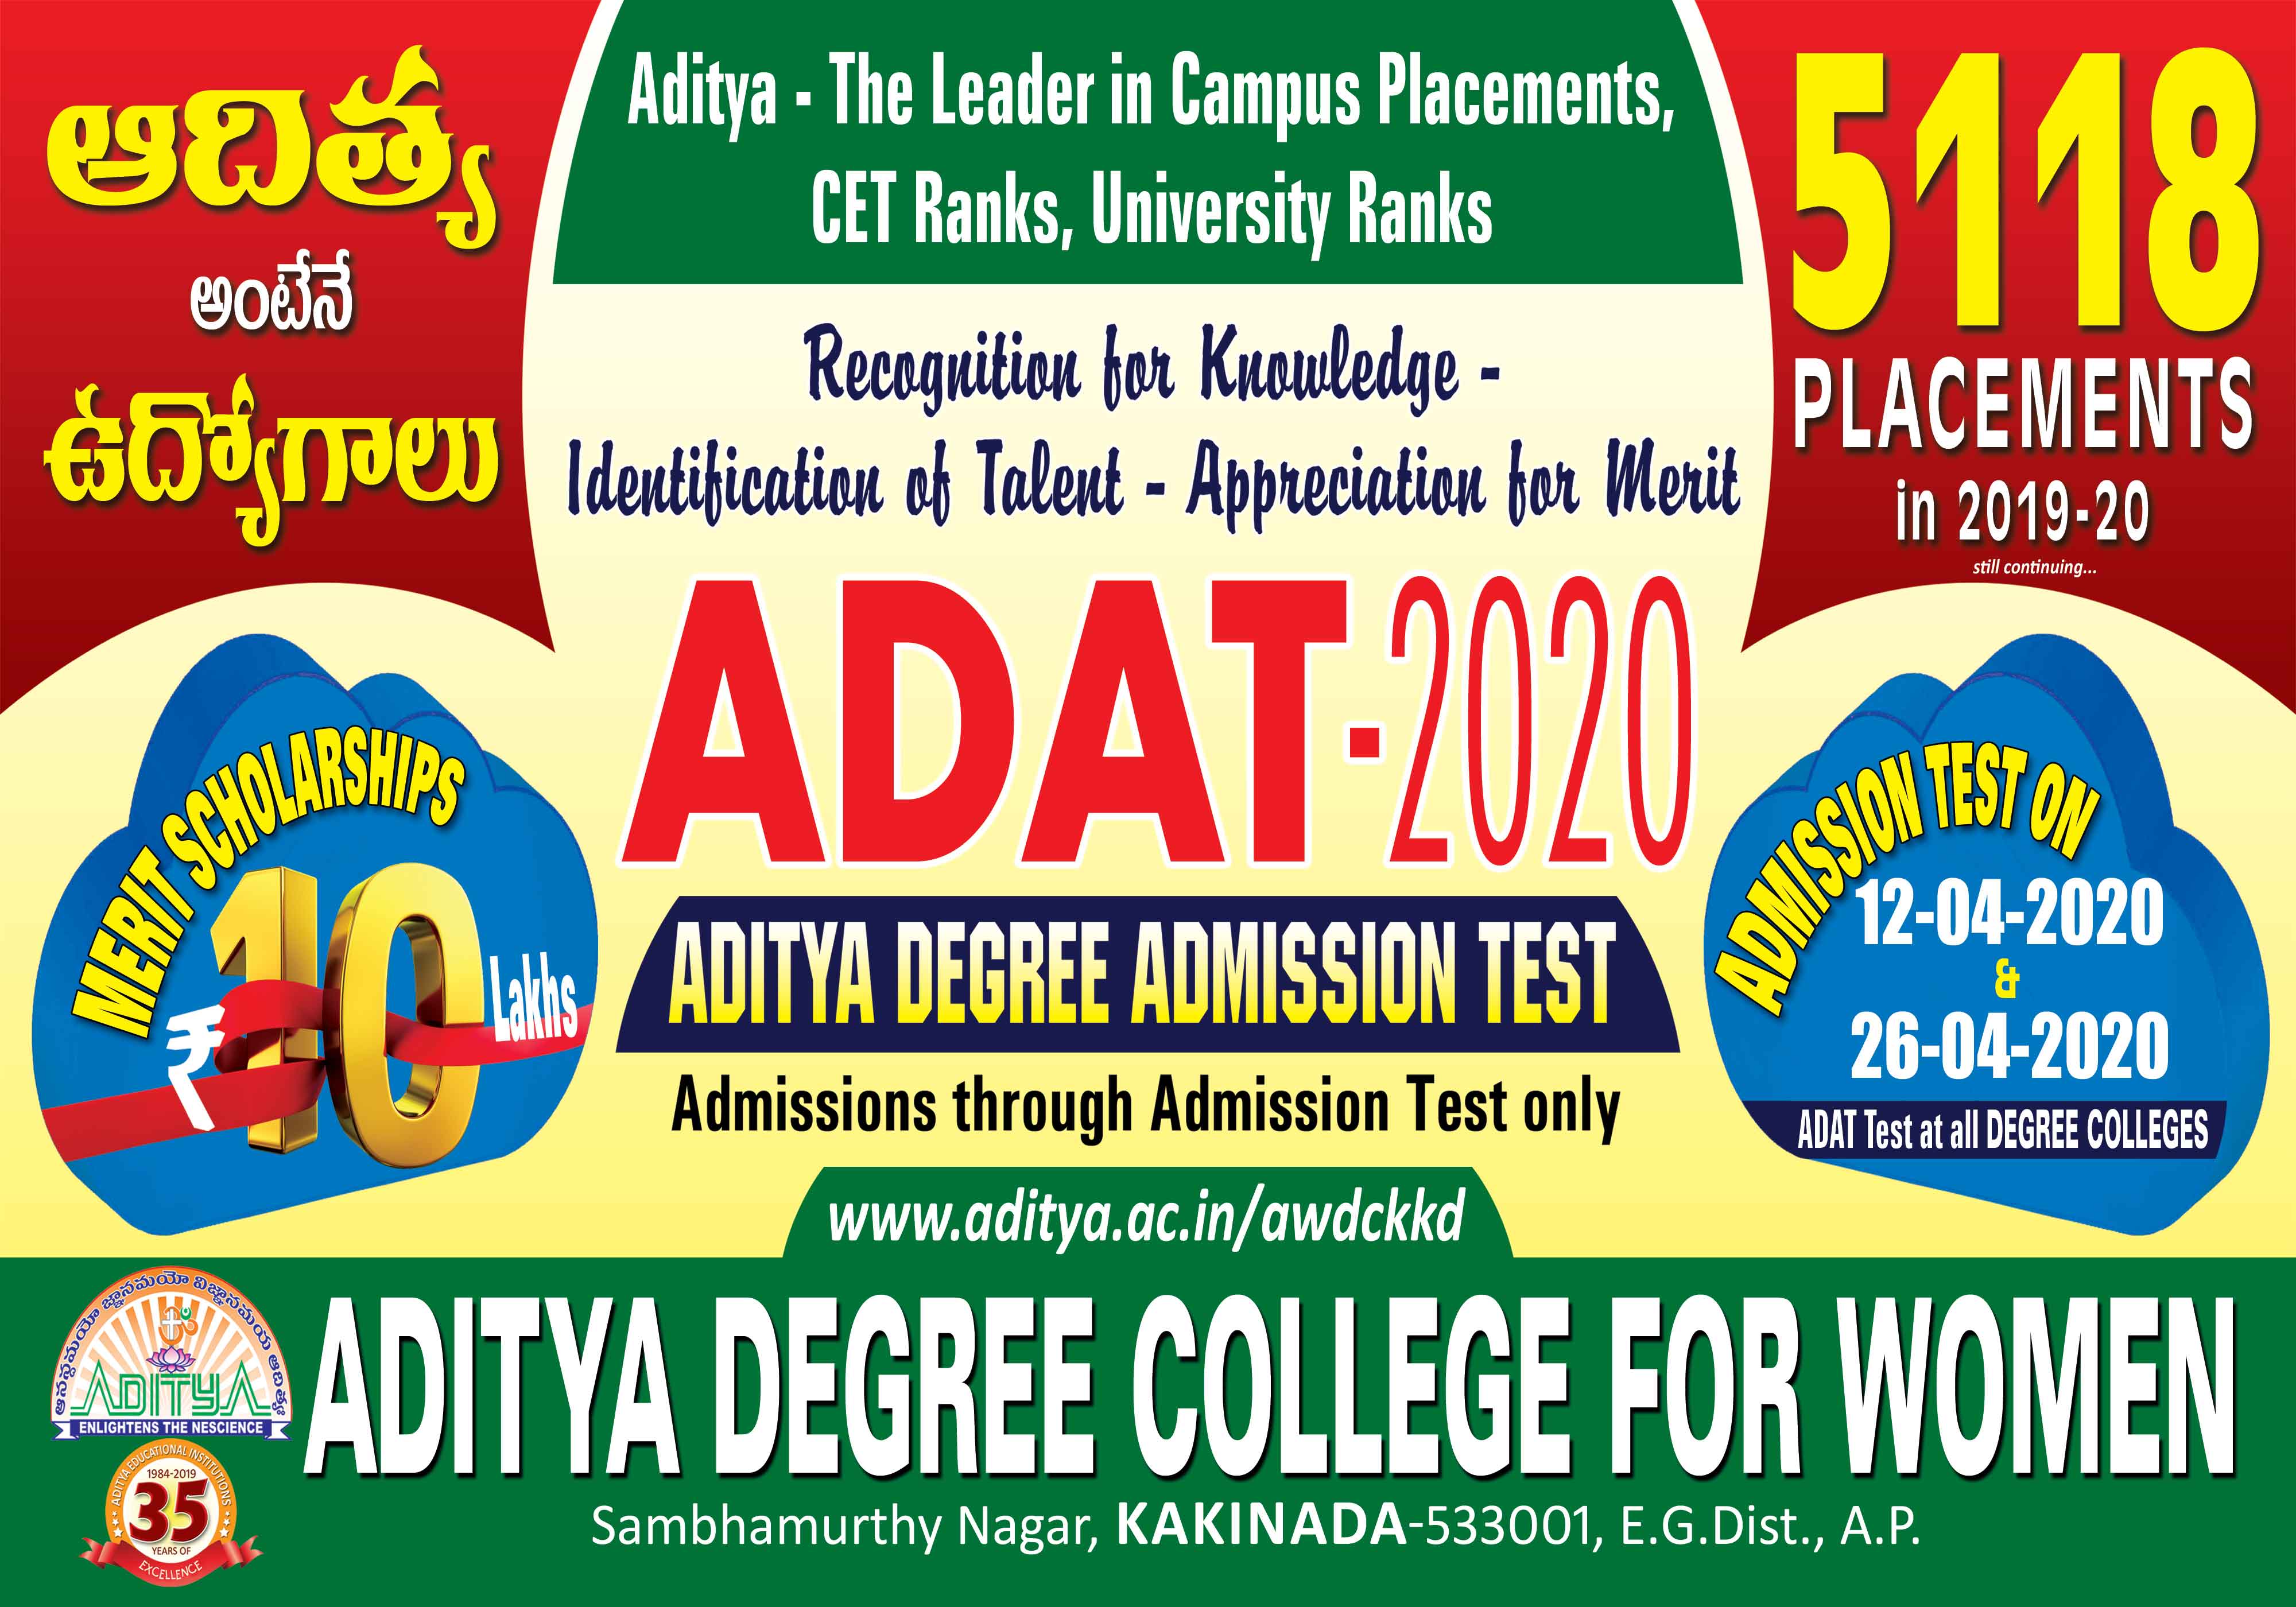 ఆదిత్య
అంటేనే
ఉద్యోగాలు
Aditya - The Leader in Campus Placements,
CET Ranks, University Ranks
5118
PLACEMENTS
in 2019-20
still continuing...
Recognition for Knowledge -
Identification of Talent - Appreciation for Merit
ADAT-2020
MERIT SCHOLARSHIPS
₹10 Lakhs
ADITYA DEGREE ADMISSION TEST
Admissions through Admission Test only
ADMISSION TEST ON
12-04-2020
&
26-04-2020
ADAT Test at all DEGREE COLLEGES
www.aditya.ac.in/awdckkd
ADITYA
ENLIGHTENS THE NESCIENCE
ADITYA EDUCATIONAL INSTITUTIONS
1984-2019
35
YEARS OF
EXCELLENCE
ADITYA DEGREE COLLEGE FOR WOMEN
Sambhamurthy Nagar, KAKINADA-533001, E.G.Dist., A.P.